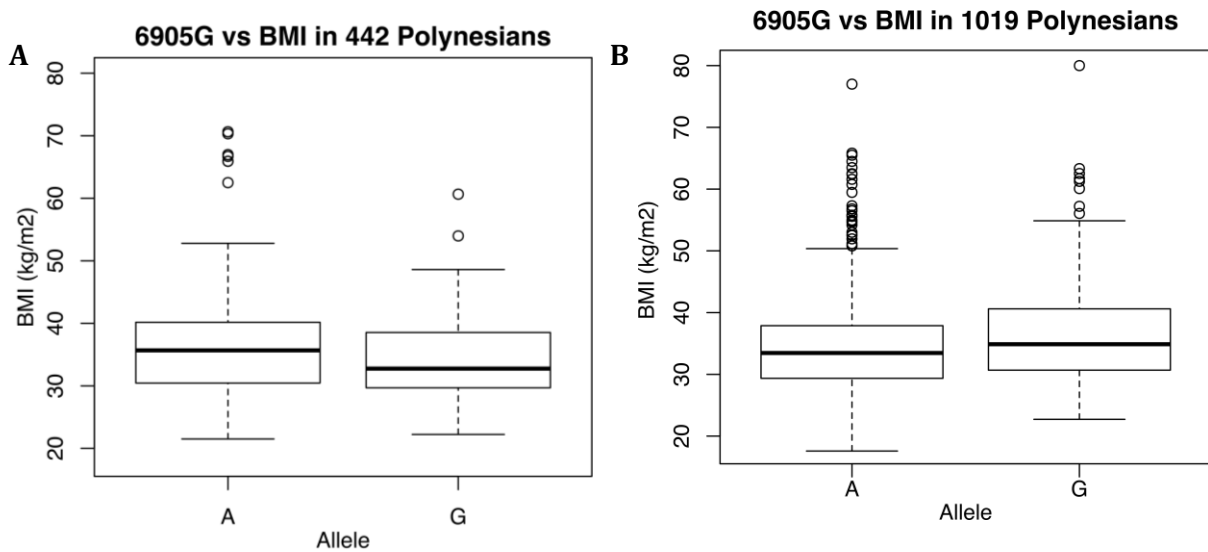 A
6905G vs BMI in 442 Polynesians
80
70
60
50
40
30
20
BMI (kg/m2)
A G
Allele
B
6905G vs BMI in 1019 Polynesians
80
70
60
50
40
30
20
BMI (kg/m2)
A G
Allele